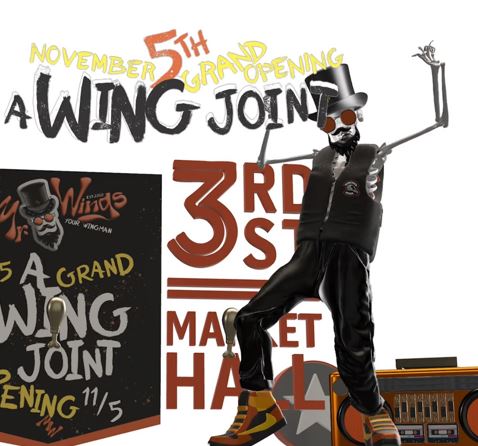 NOVEMBER 5TH GRAND OPENING
A WING JOINT
3RD
ST
MARKET
HALL
Mr. Wings
YOUR WINGMAN
A GRAND
WING
JOINT
PENING 11/5